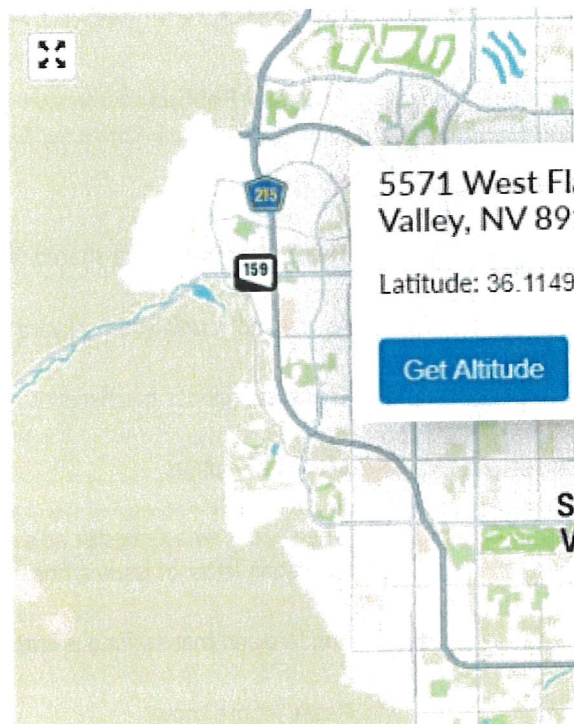 215
5571 West Fl
Valley, NV 89
159
Latitude: 36.1149
Get Altitude
S
V